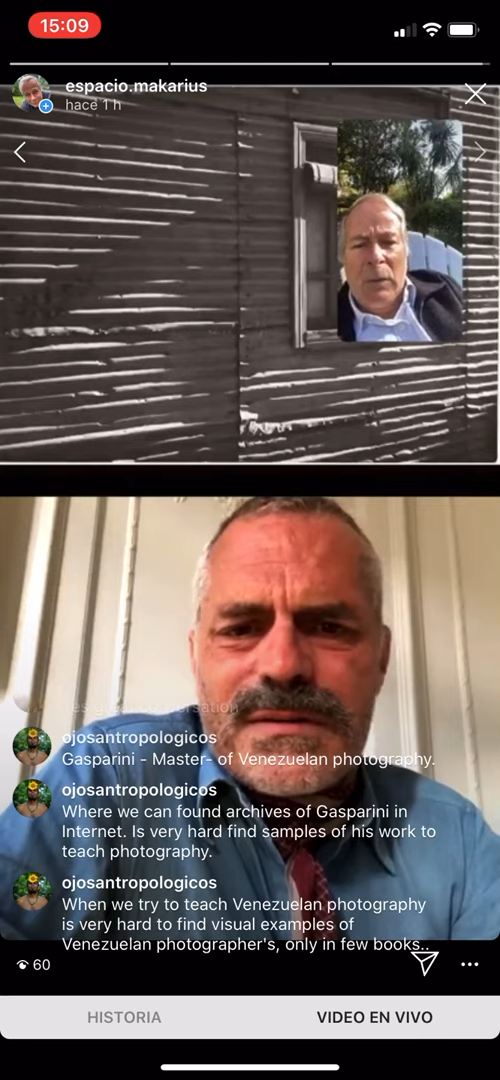 15:09
espacio.makarius
hace 1 h
ojosantropologicos
Gasparini - Master- of Venezuelan photography.
ojosantropologicos
Where we can found archives of Gasparini in
Internet. Is very hard find samples of his work to
teach photography.
ojosantropologicos
When we try to teach Venezuelan photography
is very hard to find visual examples of
Venezuelan photographer's, only in few books..
60
HISTORIA
VIDEO EN VIVO